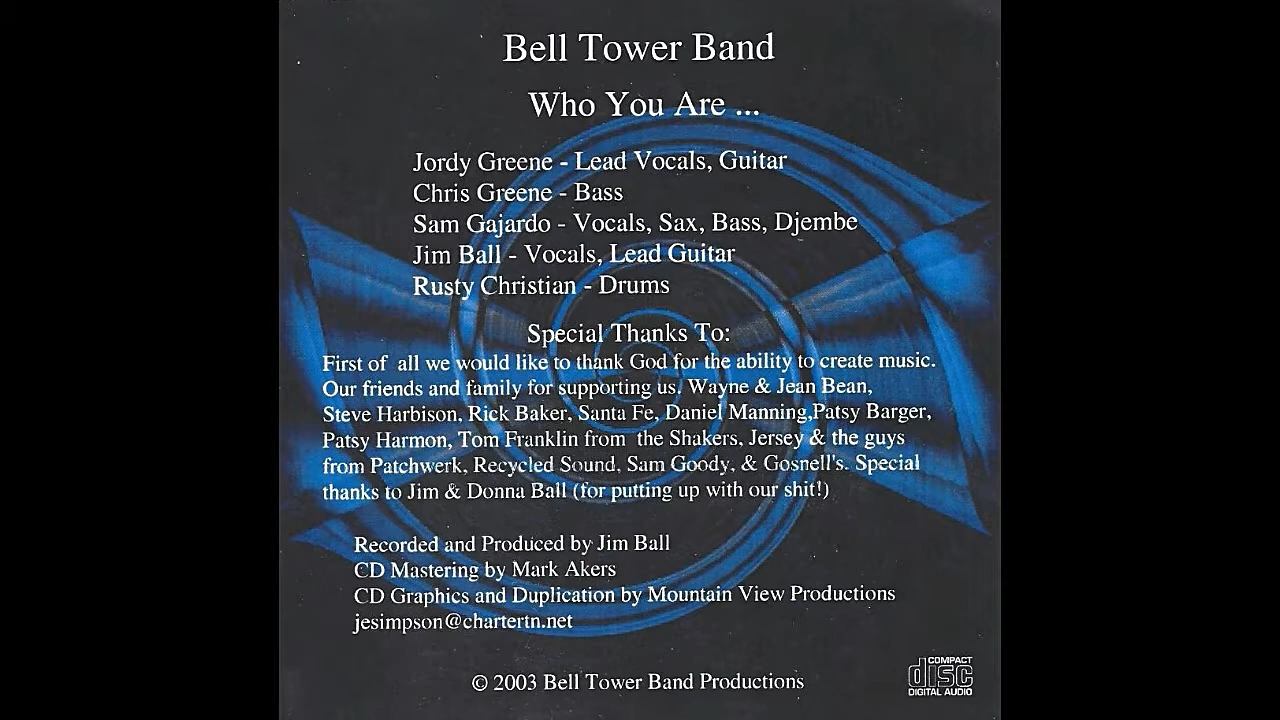 Bell Tower Band
Who You Are ...
Jordy Greene - Lead Vocals, Guitar
Chris Greene - Bass
Sam Gajardo - Vocals, Sax, Bass, Djembe
Jim Ball - Vocals, Lead Guitar
Rusty Christian - Drums
Special Thanks To:
First of all we would like to thank God for the ability to create music.
Our friends and family for supporting us, Wayne & Jean Bean,
Steve Harbison, Rick Baker, Santa Fe, Daniel Manning,Patsy Barger,
Patsy Harmon, Tom Franklin from the Shakers, Jersey & the guys
from Patchwerk, Recycled Sound, Sam Goody, & Gosnell's. Special
thanks to Jim & Donna Ball (for putting up with our shit!)
Recorded and Produced by Jim Ball
CD Mastering by Mark Akers
CD Graphics and Duplication by Mountain View Productions
jesimpson@chartertn.net
COMPACT
disc
DIGITAL AUDIO
© 2003 Bell Tower Band Productions